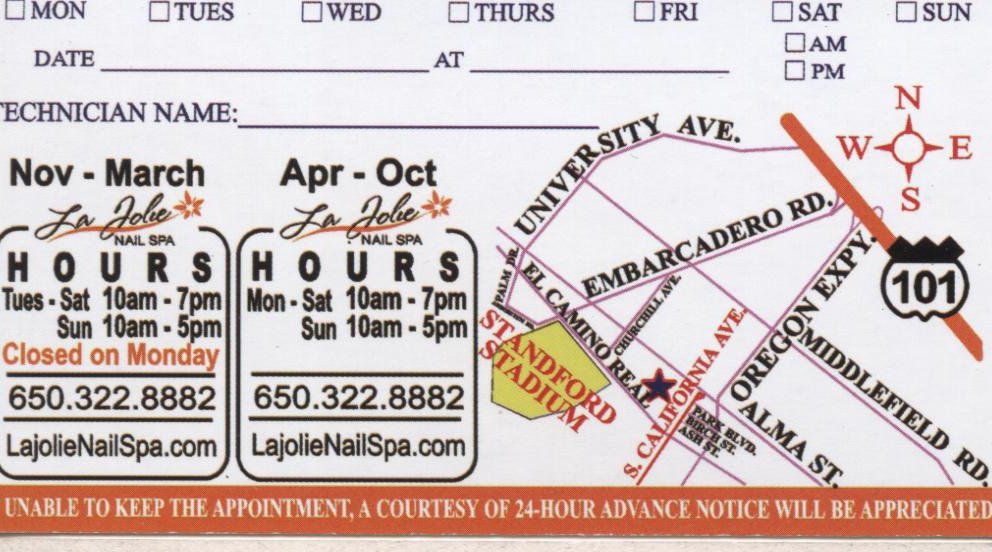 MON TUES WED THURS FRI SAT SUN
DATE AT AM
PM
TECHNICIAN NAME:
Nov - March
La Jolie
NAIL SPA
HOURS
Tues - Sat 10am - 7pm
Sun 10am - 5pm
Closed on Monday
650.322.8882
LajolieNailSpa.com
Apr - Oct
La Jolie
NAIL SPA
HOURS
Mon - Sat 10am - 7pm
Sun 10am - 5pm
650.322.8882
LajolieNailSpa.com
N
W E
S
101
UNIVERSITY AVE.
EMBARCADERO RD.
PALM DR.
EL CAMINO REAL
CHURCHILL AVE.
OREGON EXPY.
STANDFORD
STADIUM
S. CALIFORNIA AVE.
MIDDLEFIELD RD.
PARK BLVD.
BIRCH ST.
ASH ST.
ALMA ST.
UNABLE TO KEEP THE APPOINTMENT, A COURTESY OF 24-HOUR ADVANCE NOTICE WILL BE APPRECIATED